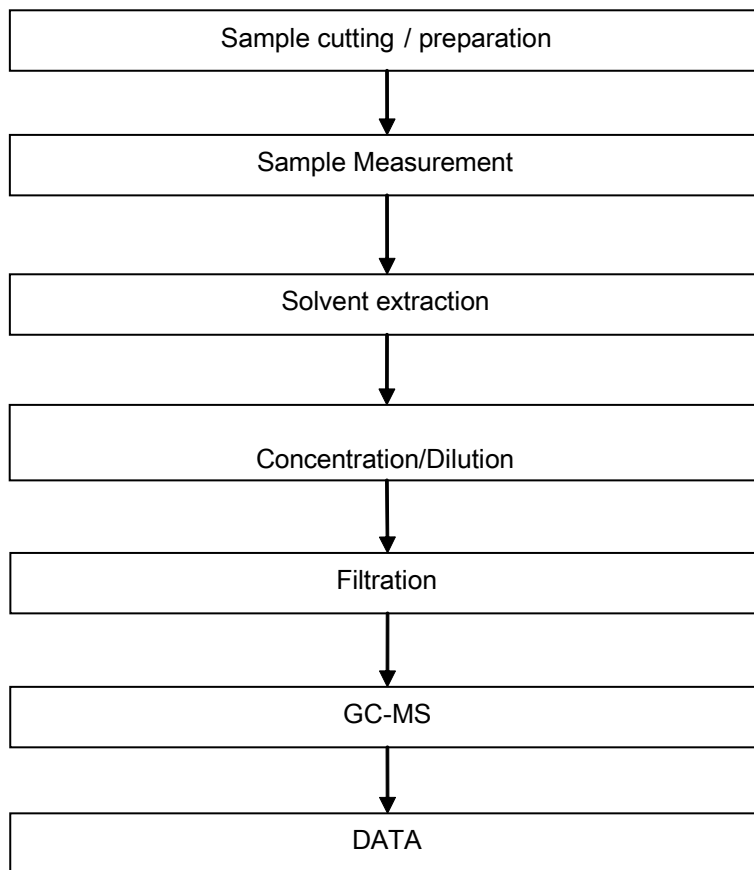 Sample cutting / preparation
Sample Measurement
Solvent extraction
Concentration/Dilution
Filtration
GC-MS
DATA